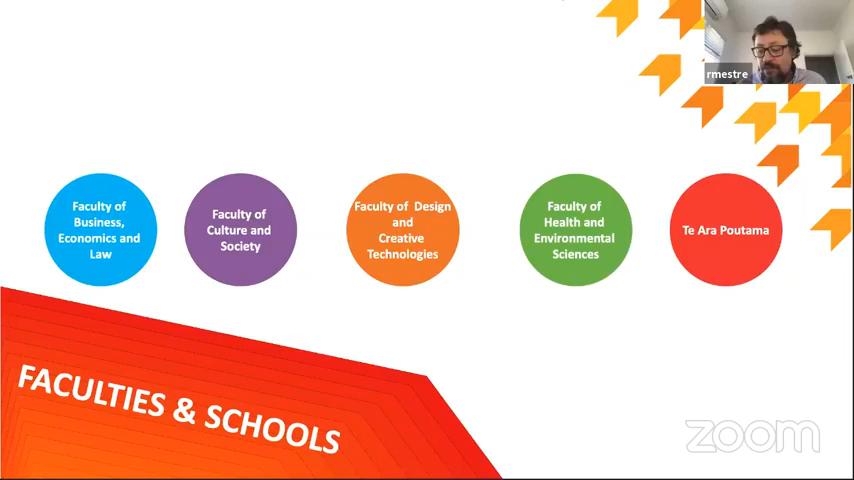 rmestre
Faculty of
Business,
Economics and
Law
Faculty of
Culture and
Society
Faculty of Design
and
Creative
Technologies
Faculty of
Health and
Environmental
Sciences
Te Ara Poutama
FACULTIES & SCHOOLS
zoom